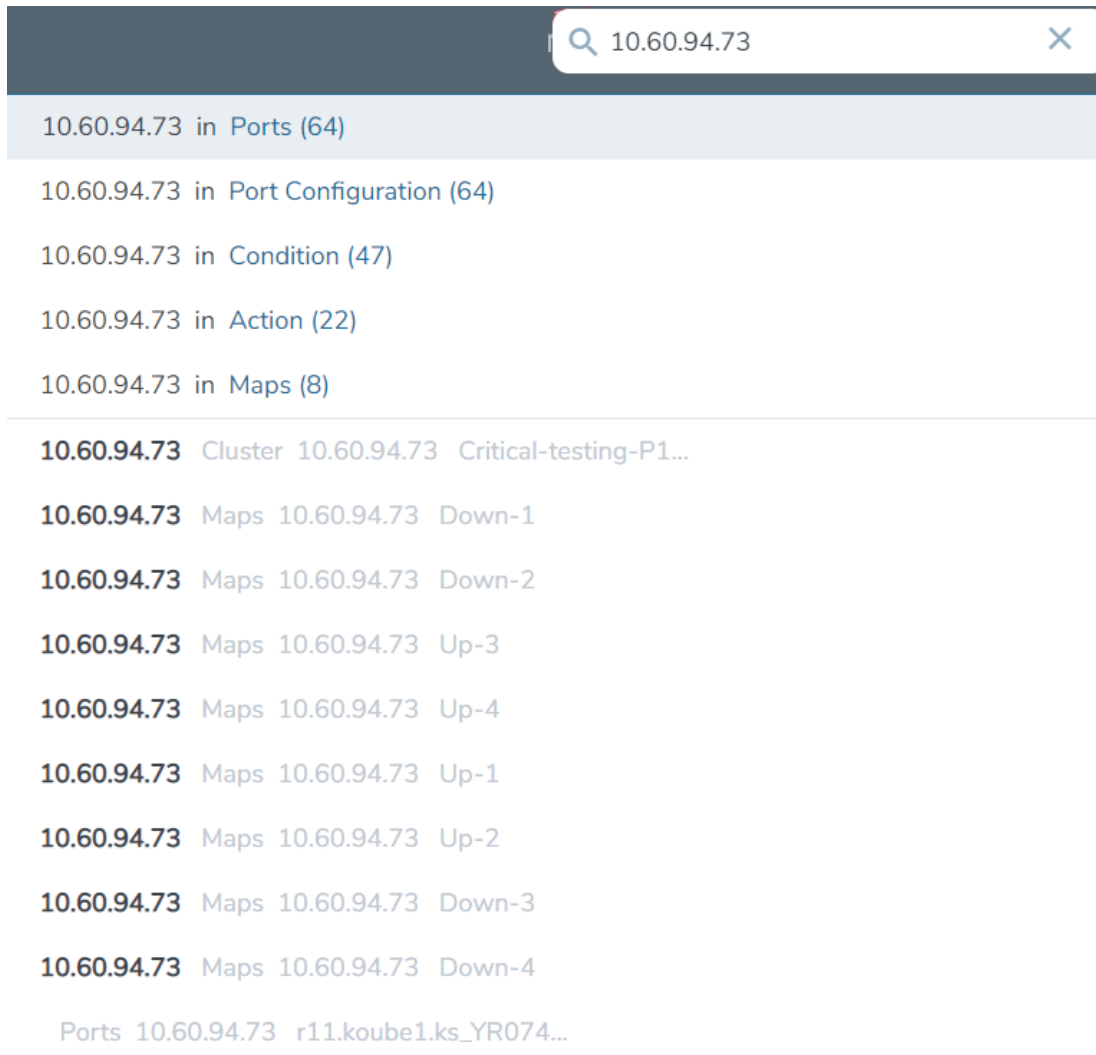 10.60.94.73
10.60.94.73 in Ports (64)
10.60.94.73 in Port Configuration (64)
10.60.94.73 in Condition (47)
10.60.94.73 in Action (22)
10.60.94.73 in Maps (8)
10.60.94.73 Cluster 10.60.94.73 Critical-testing-P1...
10.60.94.73 Maps 10.60.94.73 Down-1
10.60.94.73 Maps 10.60.94.73 Down-2
10.60.94.73 Maps 10.60.94.73 Up-3
10.60.94.73 Maps 10.60.94.73 Up-4
10.60.94.73 Maps 10.60.94.73 Up-1
10.60.94.73 Maps 10.60.94.73 Up-2
10.60.94.73 Maps 10.60.94.73 Down-3
10.60.94.73 Maps 10.60.94.73 Down-4
Ports 10.60.94.73 r11.koube1.ks_YR074...